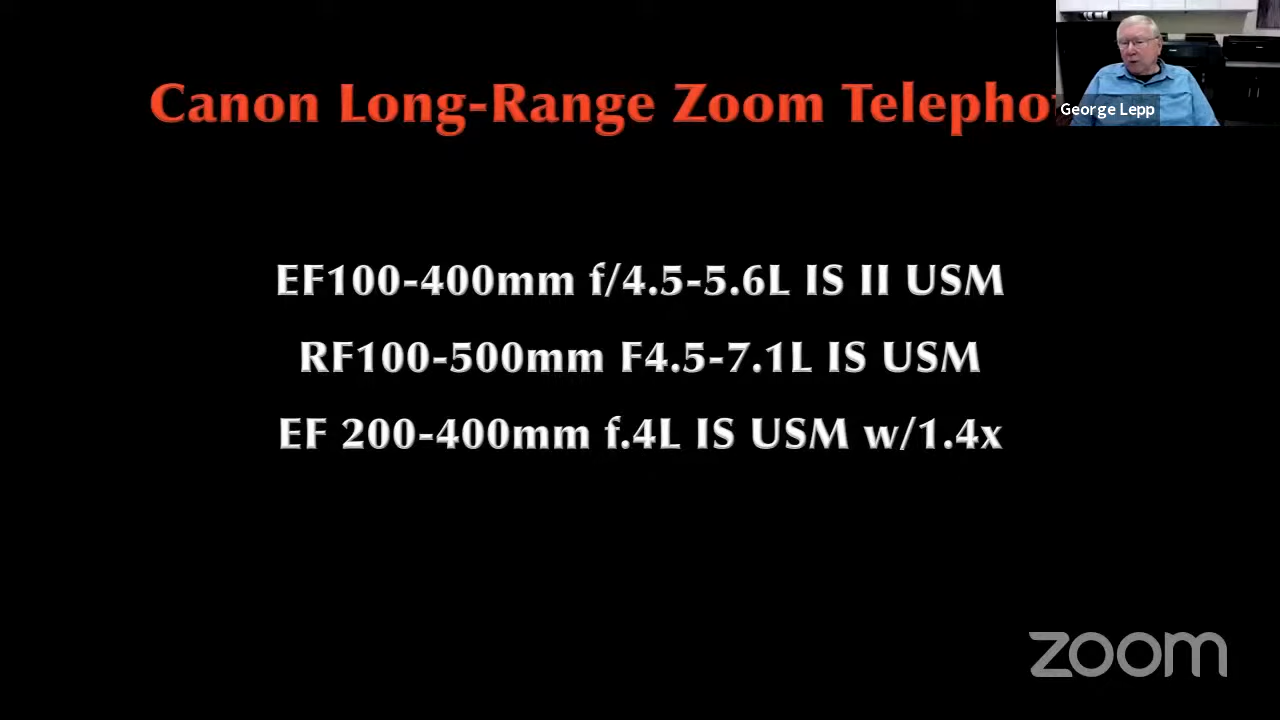 Canon Long-Range Zoom Telepho
George Lepp
EF100-400mm f/4.5-5.6L IS II USM
RF100-500mm F4.5-7.1L IS USM
EF 200-400mm f.4L IS USM w/1.4x
zoom